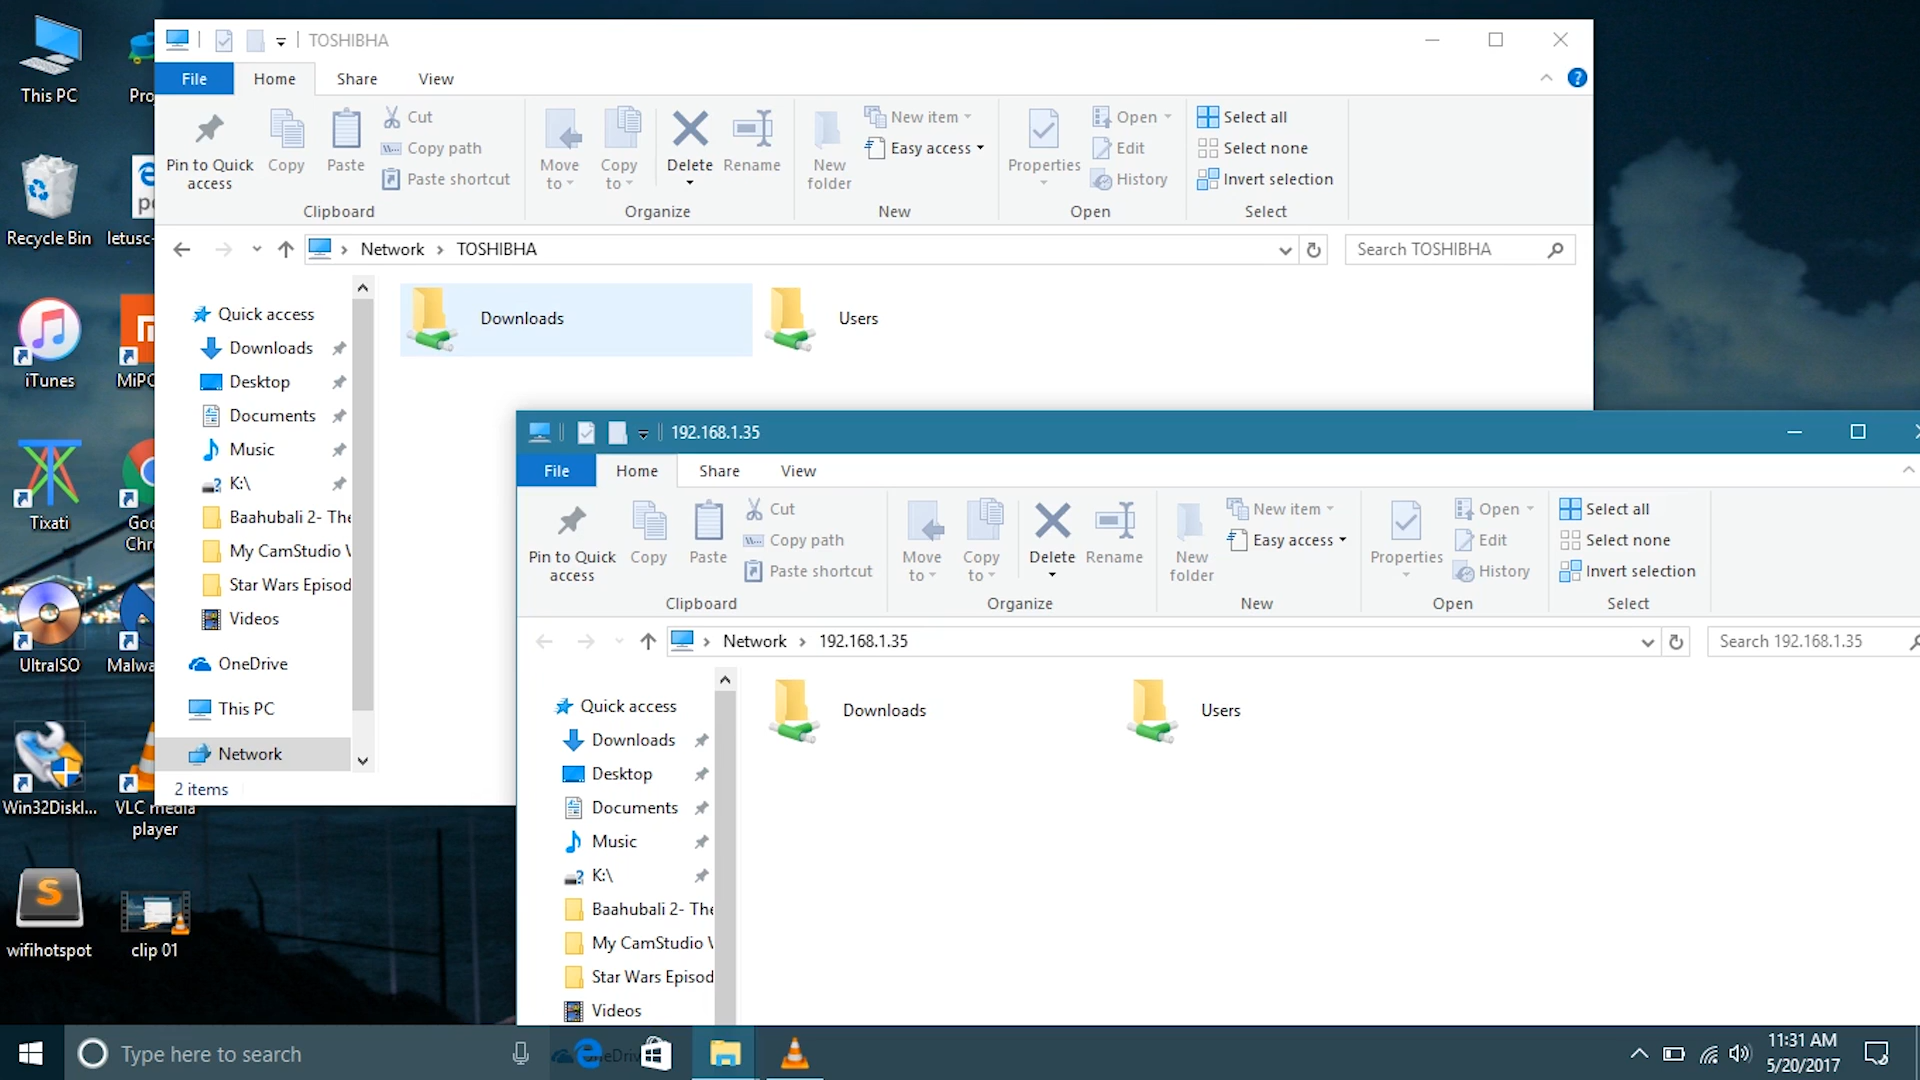 This PC
Recycle Bin
iTunes
Tixati
UltraISO
Win32DiskI...
wifihotspot
Pro
letusc-
MiPC
Goo
Chro
Malwa
VLC media
player
clip 01
TOSHIBHA
File Home Share View
Pin to Quick
access
Copy
Paste
Cut
Copy path
Paste shortcut
Clipboard
Move
to
Copy
to
Delete
Rename
Organize
New
folder
New item
Easy access
New
Properties
Open
Edit
History
Open
Select all
Select none
Invert selection
Select
Network TOSHIBHA
Search TOSHIBHA
Quick access
Downloads
Desktop
Documents
Music
K:\
Baahubali 2- The
My CamStudio V
Star Wars Episod
Videos
OneDrive
This PC
Network
2 items
Downloads
Users
192.168.1.35
File Home Share View
Pin to Quick
access
Copy
Paste
Cut
Copy path
Paste shortcut
Clipboard
Move
to
Copy
to
Delete
Rename
Organize
New
folder
New item
Easy access
New
Properties
Open
Edit
History
Open
Select all
Select none
Invert selection
Select
Network 192.168.1.35
Search 192.168.1.35
Quick access
Downloads
Desktop
Documents
Music
K:\
Baahubali 2- The
My CamStudio V
Star Wars Episod
Videos
Downloads
Users
Type here to search
11:31 AM
5/20/2017